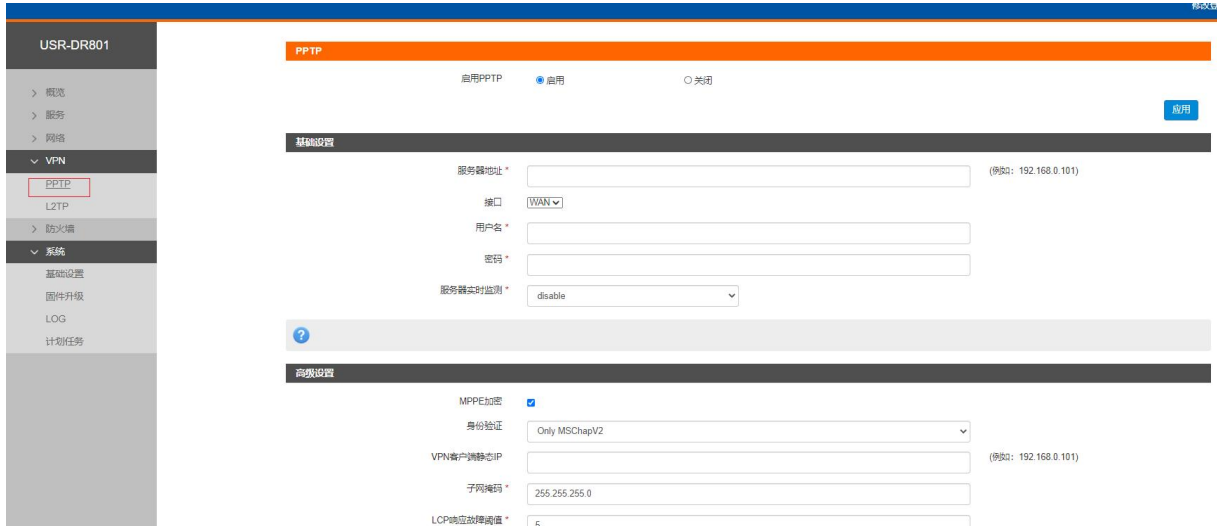 修改登
USR-DR801
> 概览
> 服务
> 网络
VPN
PPTP
L2TP
> 防火墙
系统
基础设置
固件升级
LOG
计划任务
PPTP
启用PPTP 启用 关闭
应用
基础设置
服务器地址 * (例如：192.168.0.101)
接口 WAN
用户名 *
密码 *
服务器实时监测 * disable
?
高级设置
MPPE加密
身份验证 Only MSChapV2
VPN客户端静态IP (例如：192.168.0.101)
子网掩码 * 255.255.255.0
LCP响应故障阈值 * 5